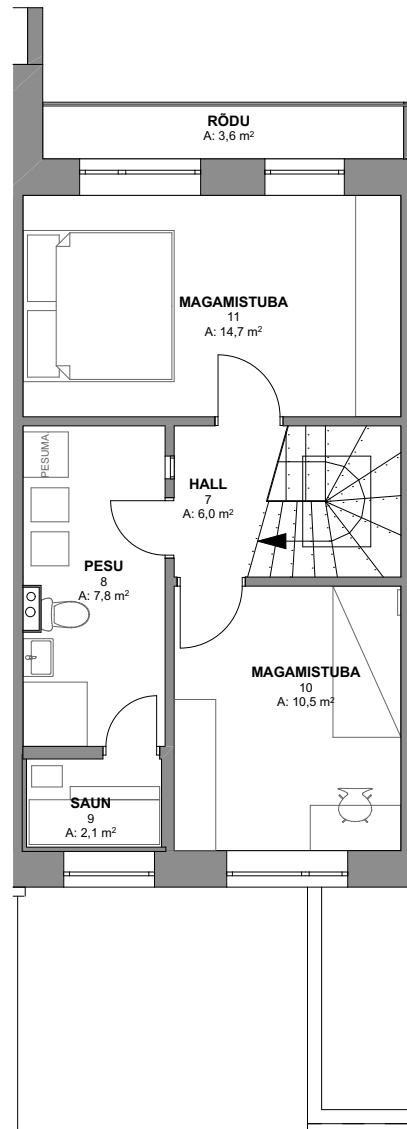 RÕDU
A: 3,6 m²
MAGAMISTUBA
11
A: 14,7 m²
PESUMA
HALL
7
A: 6,0 m²
PESU
8
A: 7,8 m²
MAGAMISTUBA
10
A: 10,5 m²
SAUN
9
A: 2,1 m²